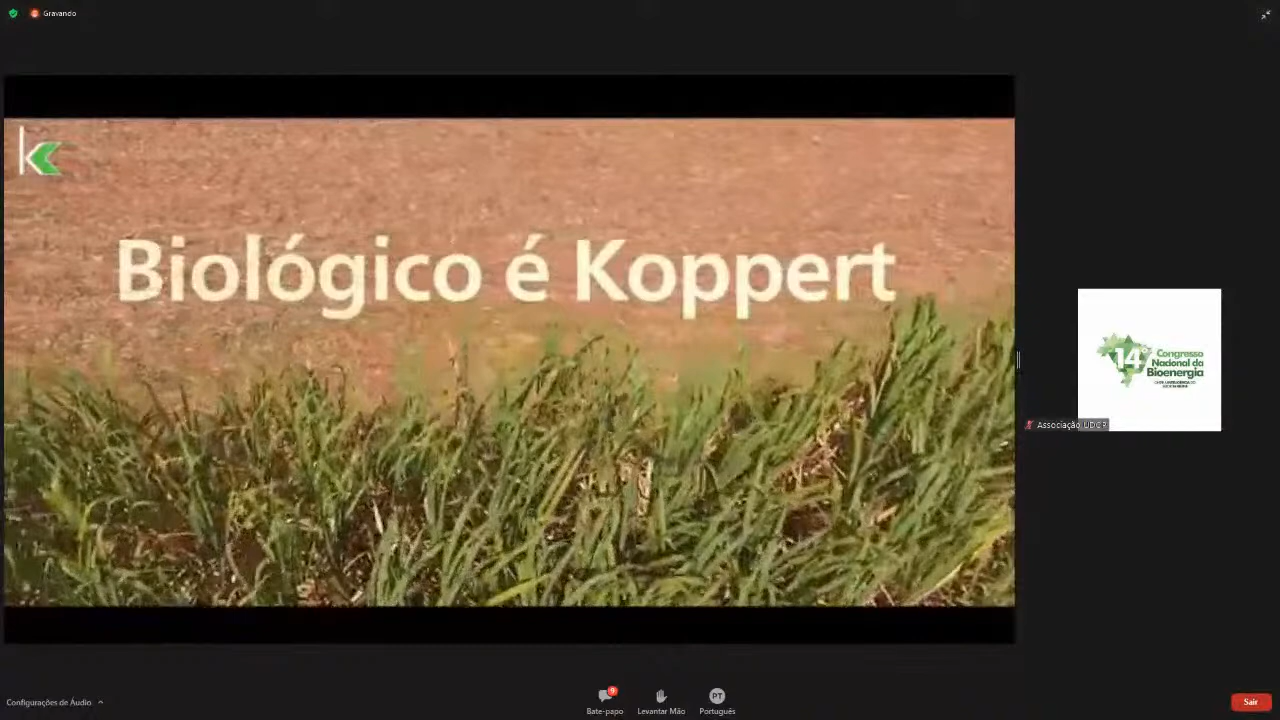 Gravando
k
Biológico é Koppert
14º
Congresso
Nacional da
Bioenergia
Associação UDOP
Configurações de Áudio
9
Bate-papo
Levantar Mão
PT
Português
Sair